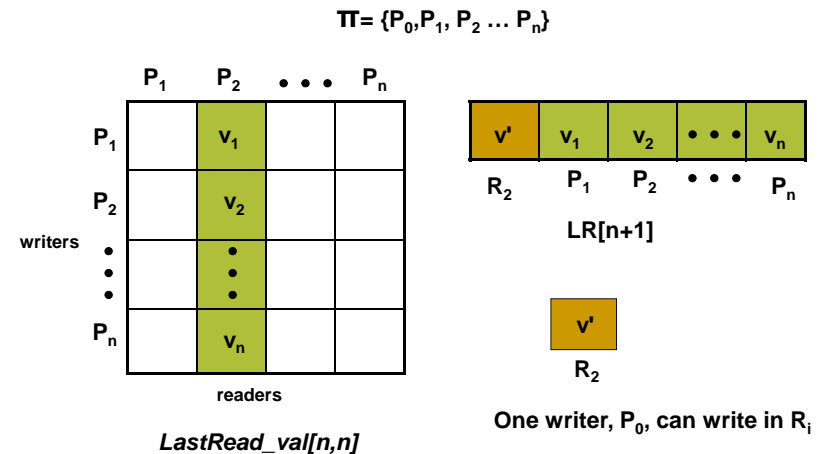 π= {P₀,P₁, P₂ … Pₙ}
P₁ P₂ • • • Pₙ
P₁ v₁
P₂ v₂
writers
• •
• •
• •
Pₙ vₙ
readers
LastRead_val[n,n]
v' v₁ v₂ • • • vₙ
R₂ P₁ P₂ • • • Pₙ
LR[n+1]
v'
R₂
One writer, P₀, can write in Rᵢ